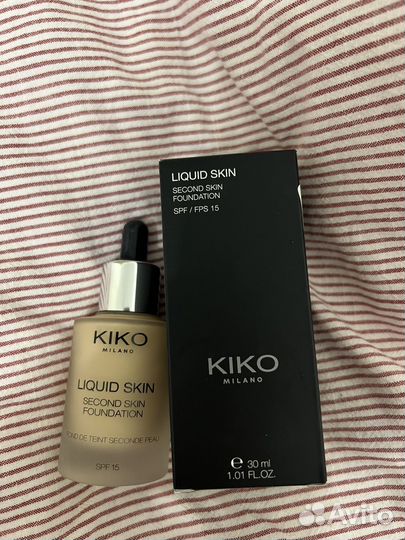 LIQUID SKIN
SECOND SKIN
FOUNDATION
SPF / FPS 15
KIKO
MILANO
℮ 30 ml
1.01 FL.OZ.
KIKO
MILANO
LIQUID SKIN
SECOND SKIN
FOUNDATION
FOND DE TEINT SECONDE PEAU
SPF 15
Avito